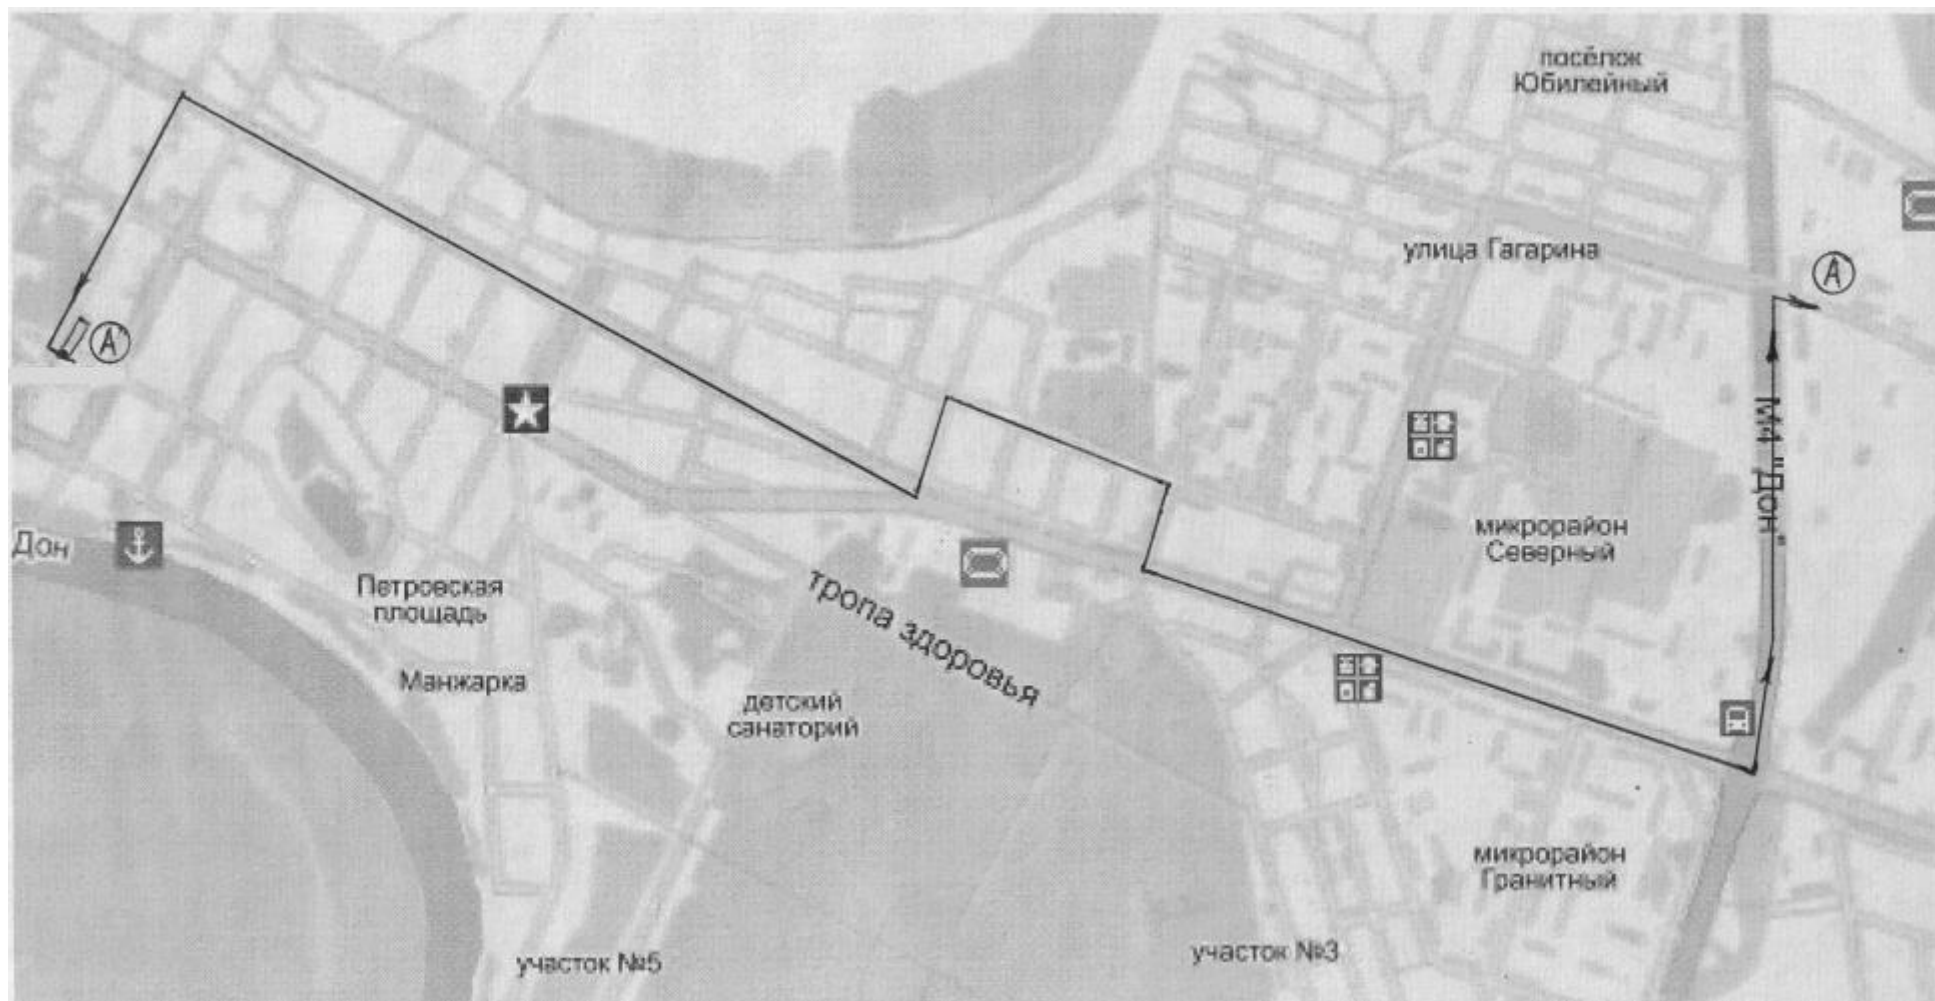 посёлок
Юбилейный
улица Гагарина
А
А"
М4 "Дон"
микрорайон
Северный
Дон
Петровская
площадь
тропа здоровья
Манжарка
детский
санаторий
микрорайон
Гранитный
участок №5
участок №3